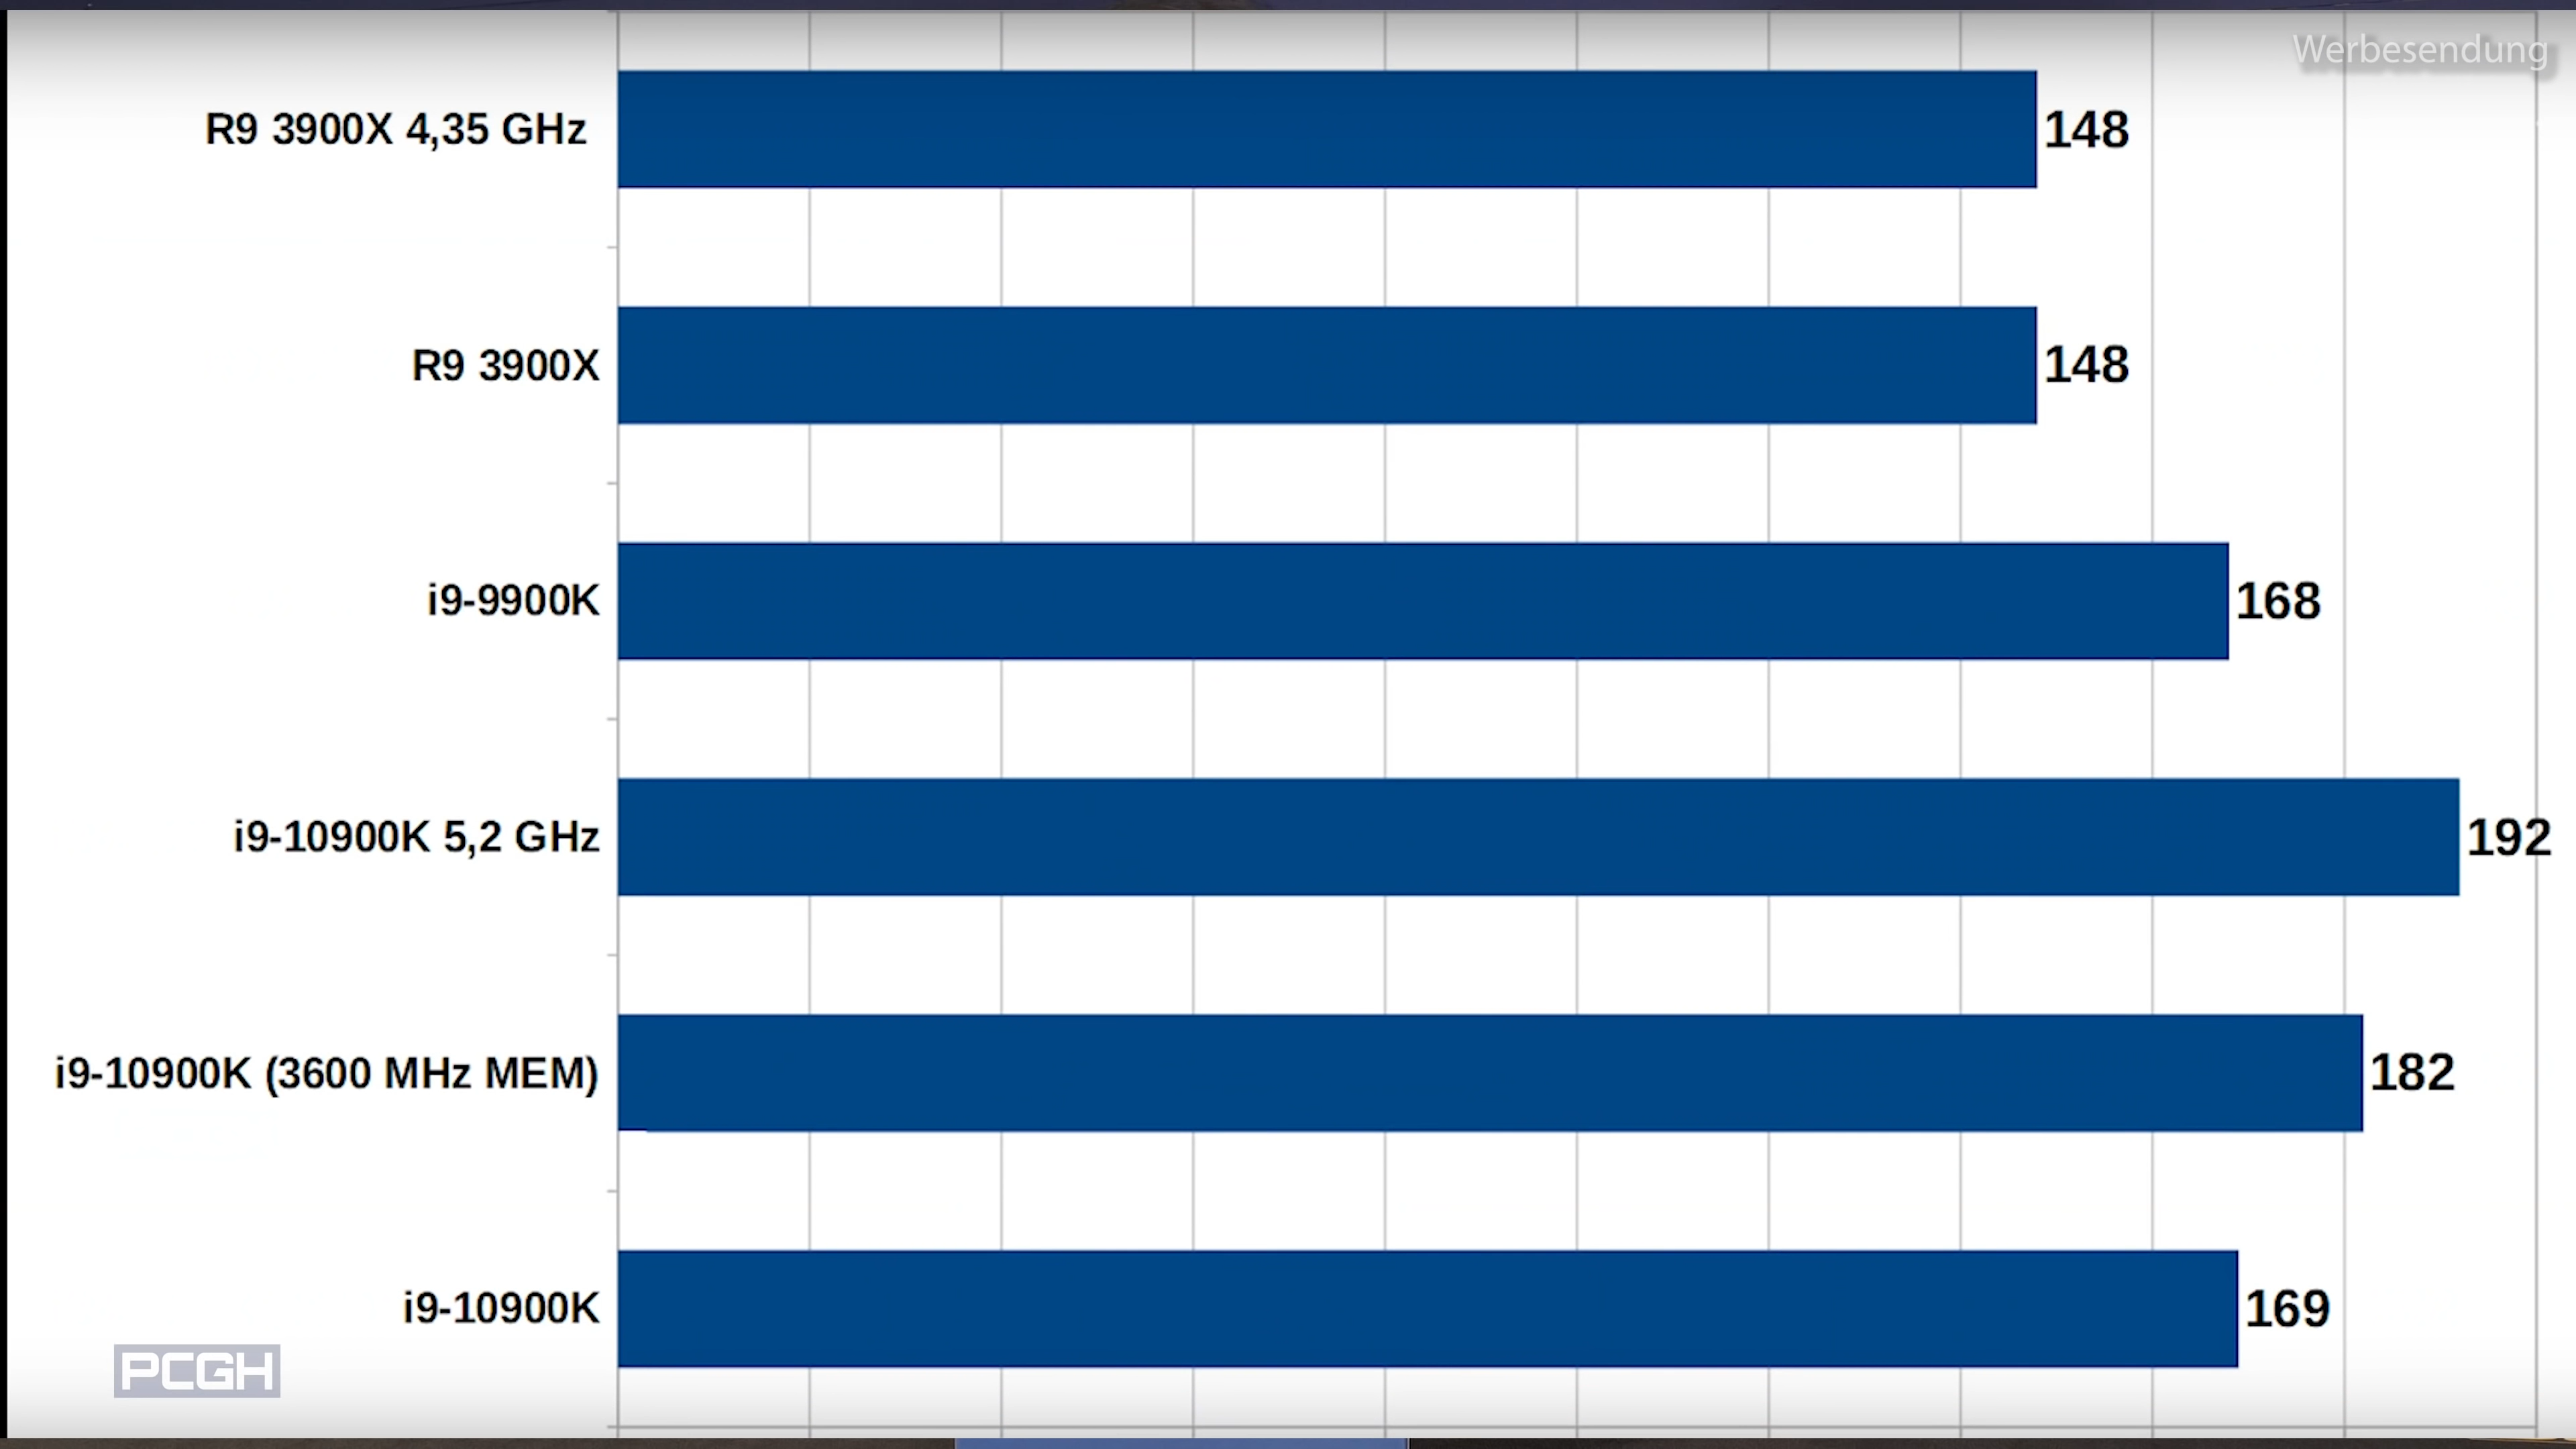 Werbesendung
R9 3900X 4,35 GHz 148
R9 3900X 148
i9-9900K 168
i9-10900K 5,2 GHz 192
i9-10900K (3600 MHz MEM) 182
i9-10900K 169
PCGH